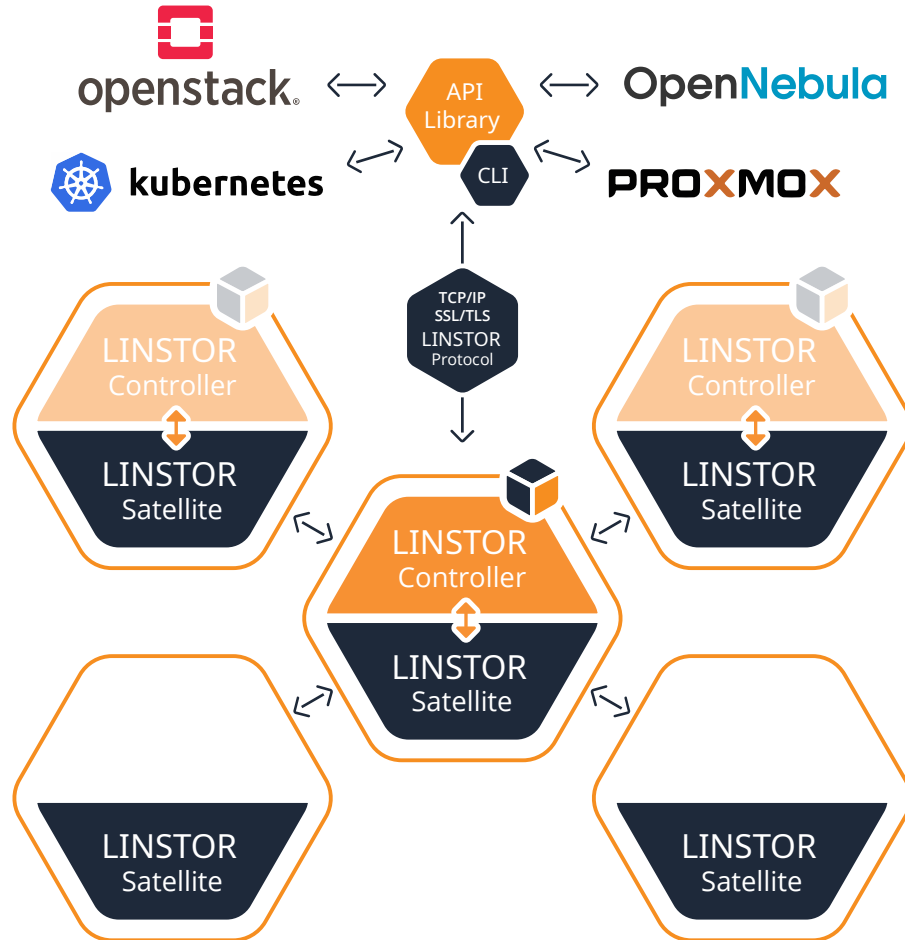 openstack®
API
Library
OpenNebula
kubernetes
CLI
PROXMOX
TCP/IP
SSL/TLS
LINSTOR
Protocol
LINSTOR
Controller
LINSTOR
Satellite
LINSTOR
Controller
LINSTOR
Satellite
LINSTOR
Controller
LINSTOR
Satellite
LINSTOR
Satellite
LINSTOR
Satellite